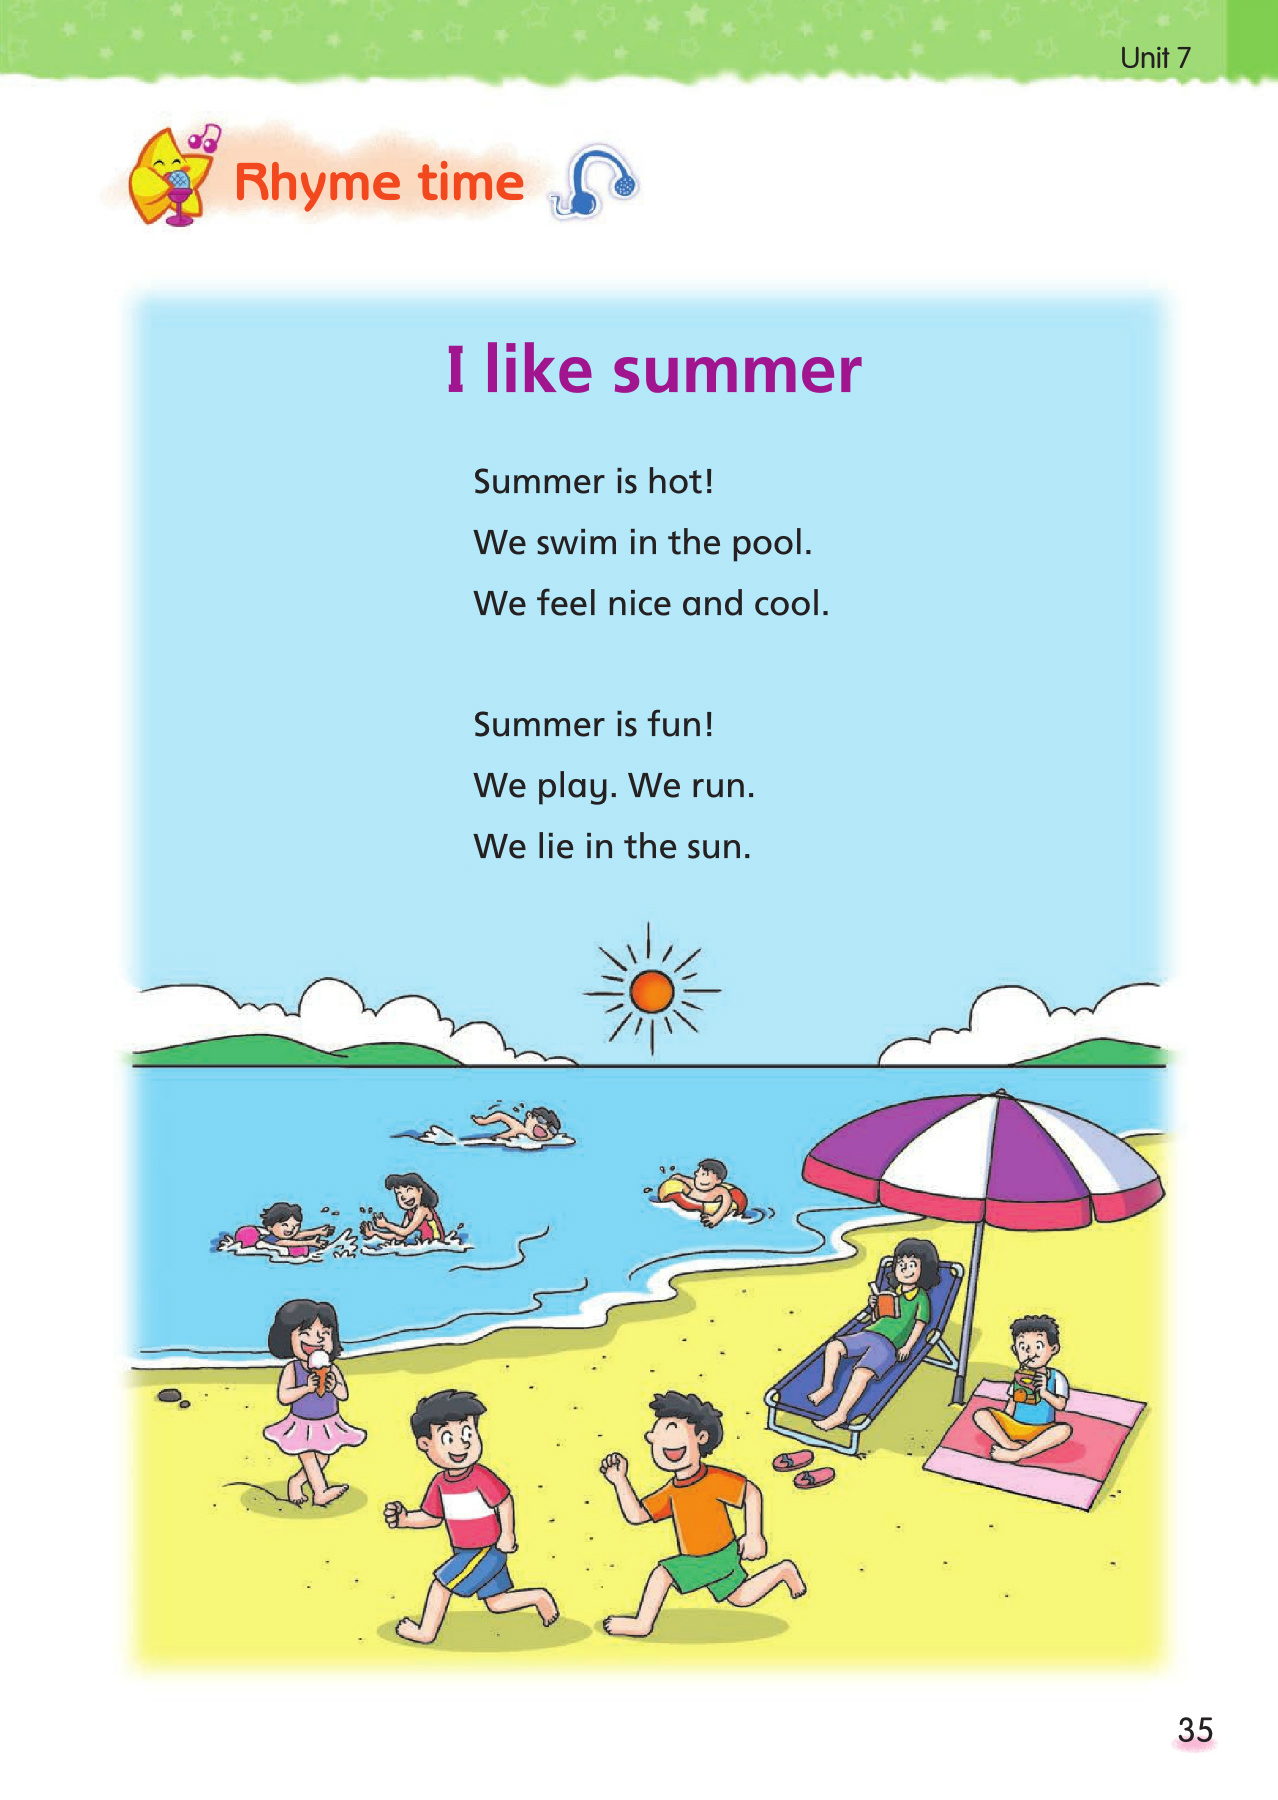 Unit 7
Rhyme time
I like summer
Summer is hot!
We swim in the pool.
We feel nice and cool.
Summer is fun!
We play. We run.
We lie in the sun.
35